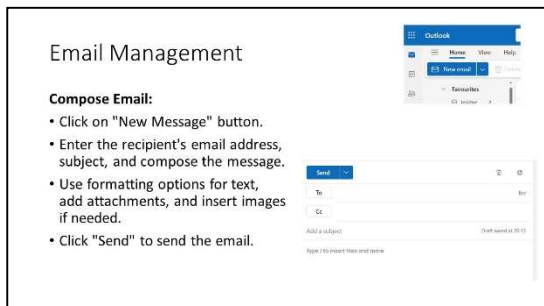 Email Management
Compose Email:
• Click on "New Message" button.
• Enter the recipient's email address,
subject, and compose the message.
• Use formatting options for text,
add attachments, and insert images
if needed.
• Click "Send" to send the email.
Outlook
Home View Help
New email
Favourites
Send
To
Bcc
Cc
Add a subject
Draft saved at 20:13
Type / to insert files and more